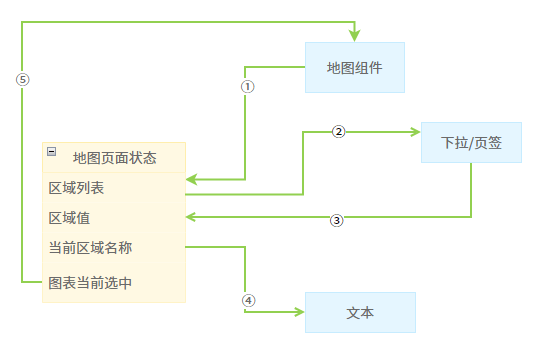 ⑤
地图组件
①
②
下拉/页签
地图页面状态
区域列表
区域值
③
当前区域名称
图表当前选中
④
文本